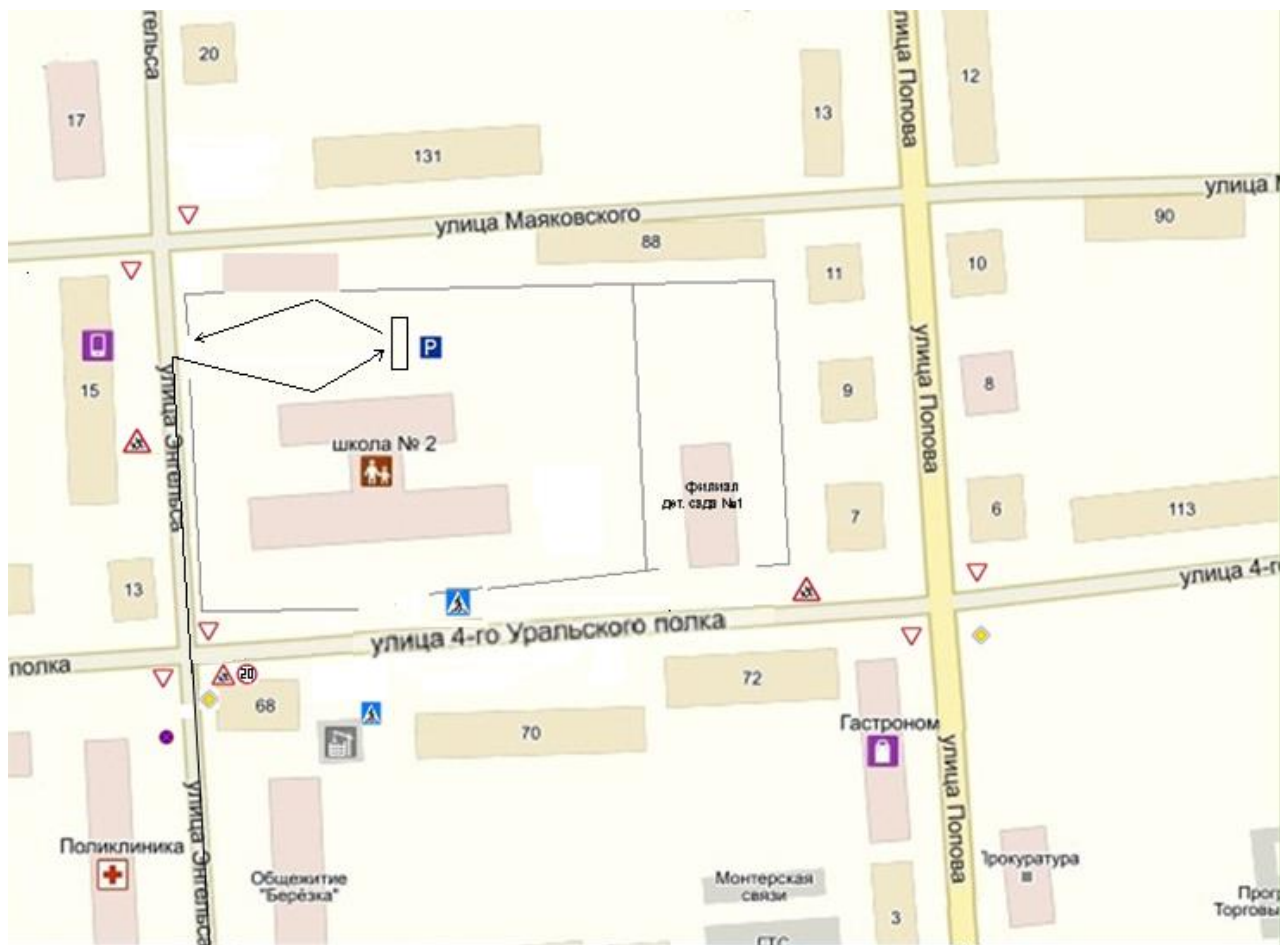 гельса
20
лица Попова
12
17
13
131
улица М
улица Маяковского
90
88
11
10
P
15
улица Энгельса
улица Попова
9
8
школа № 2
филиал
дет. сада №1
7
6
113
13
улица 4-го
улица 4-го Уральского полка
полка
20
68
72
70
Гастроном
улица Попова
улица Энгельса
Поликлиника
Общежитие
"Берёзка"
Монтерская
связи
Прокуратура
3
Прог
Торговы
ГТС